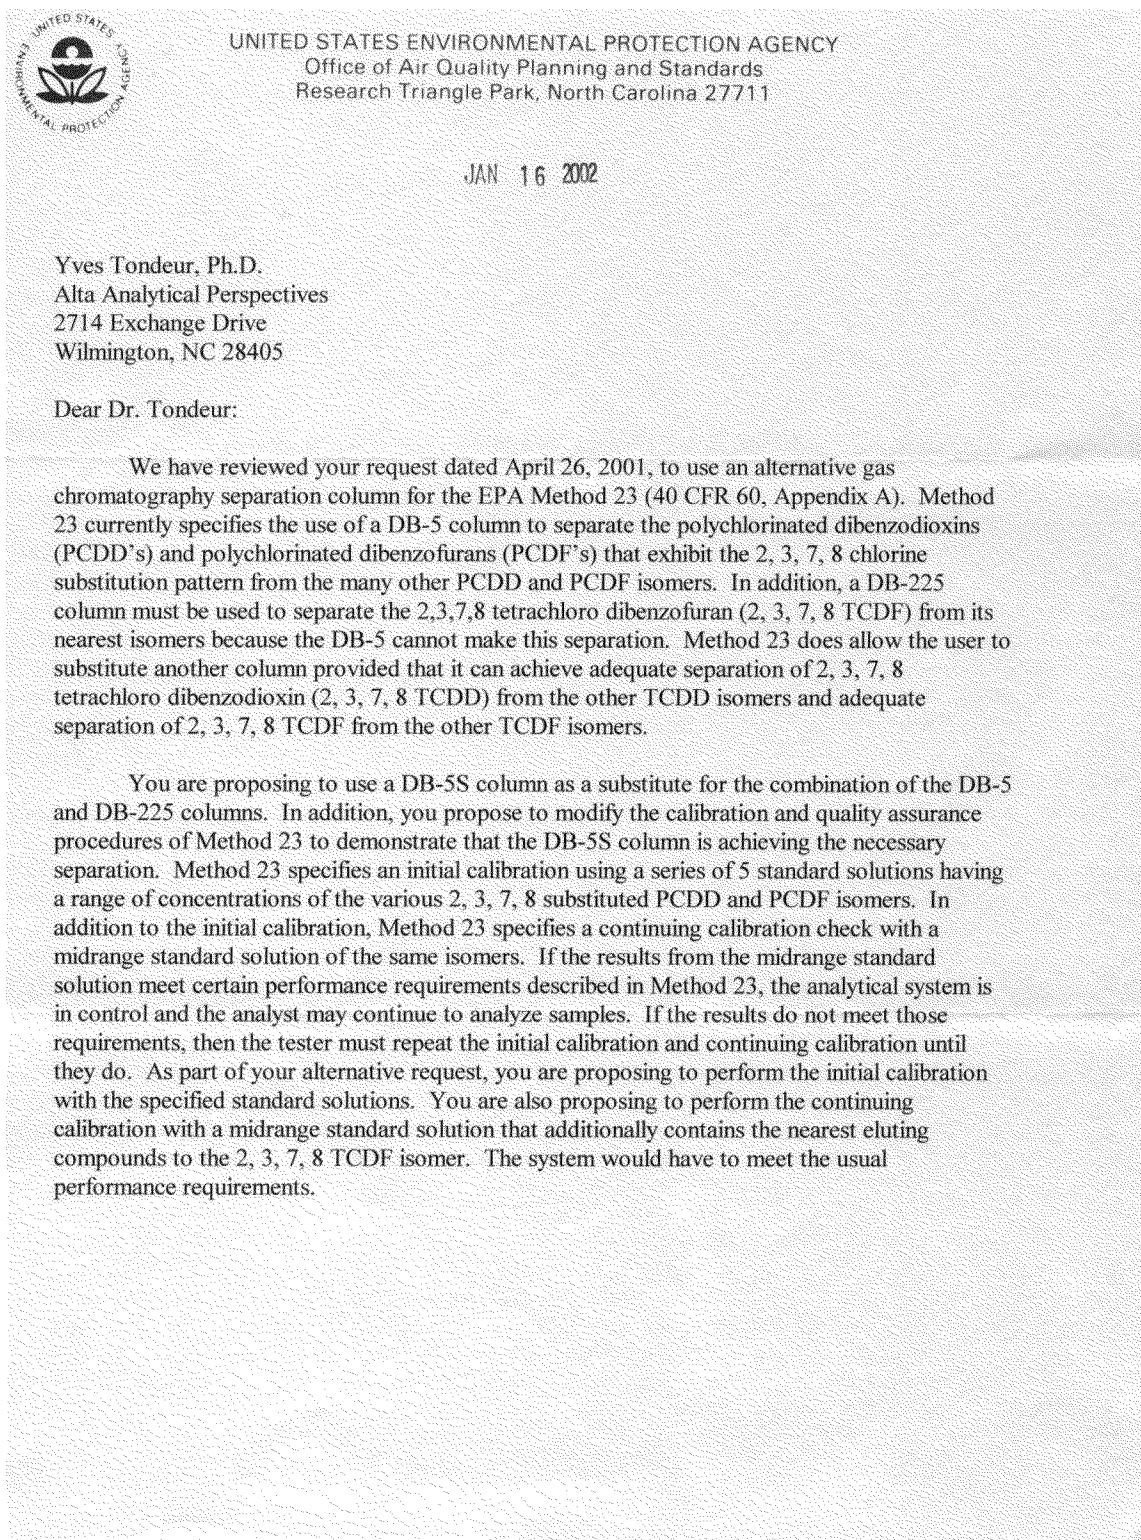 UNITED STATES
ENVIRONMENTAL PROTECTION AGENCY
UNITED STATES ENVIRONMENTAL PROTECTION AGENCY
Office of Air Quality Planning and Standards
Research Triangle Park, North Carolina 27711
JAN 16 2002
Yves Tondeur, Ph.D.
Alta Analytical Perspectives
2714 Exchange Drive
Wilmington, NC 28405
Dear Dr. Tondeur:
We have reviewed your request dated April 26, 2001, to use an alternative gas
chromatography separation column for the EPA Method 23 (40 CFR 60, Appendix A). Method
23 currently specifies the use of a DB-5 column to separate the polychlorinated dibenzodioxins
(PCDD's) and polychlorinated dibenzofurans (PCDF's) that exhibit the 2, 3, 7, 8 chlorine
substitution pattern from the many other PCDD and PCDF isomers. In addition, a DB-225
column must be used to separate the 2,3,7,8 tetrachloro dibenzofuran (2, 3, 7, 8 TCDF) from its
nearest isomers because the DB-5 cannot make this separation. Method 23 does allow the user to
substitute another column provided that it can achieve adequate separation of 2, 3, 7, 8
tetrachloro dibenzodioxin (2, 3, 7, 8 TCDD) from the other TCDD isomers and adequate
separation of 2, 3, 7, 8 TCDF from the other TCDF isomers.
You are proposing to use a DB-5S column as a substitute for the combination of the DB-5
and DB-225 columns. In addition, you propose to modify the calibration and quality assurance
procedures of Method 23 to demonstrate that the DB-5S column is achieving the necessary
separation. Method 23 specifies an initial calibration using a series of 5 standard solutions having
a range of concentrations of the various 2, 3, 7, 8 substituted PCDD and PCDF isomers. In
addition to the initial calibration, Method 23 specifies a continuing calibration check with a
midrange standard solution of the same isomers. If the results from the midrange standard
solution meet certain performance requirements described in Method 23, the analytical system is
in control and the analyst may continue to analyze samples. If the results do not meet those
requirements, then the tester must repeat the initial calibration and continuing calibration until
they do. As part of your alternative request, you are proposing to perform the initial calibration
with the specified standard solutions. You are also proposing to perform the continuing
calibration with a midrange standard solution that additionally contains the nearest eluting
compounds to the 2, 3, 7, 8 TCDF isomer. The system would have to meet the usual
performance requirements.